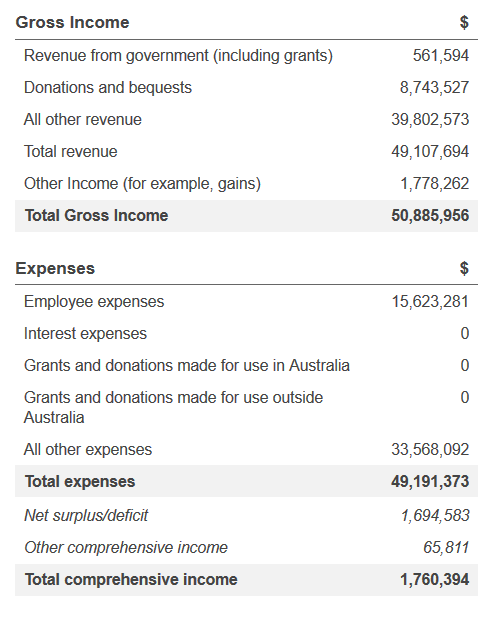 Gross Income $
Revenue from government (including grants) 561,594
Donations and bequests 8,743,527
All other revenue 39,802,573
Total revenue 49,107,694
Other Income (for example, gains) 1,778,262
Total Gross Income 50,885,956
Expenses $
Employee expenses 15,623,281
Interest expenses 0
Grants and donations made for use in Australia 0
Grants and donations made for use outside 0
Australia
All other expenses 33,568,092
Total expenses 49,191,373
Net surplus/deficit 1,694,583
Other comprehensive income 65,811
Total comprehensive income 1,760,394